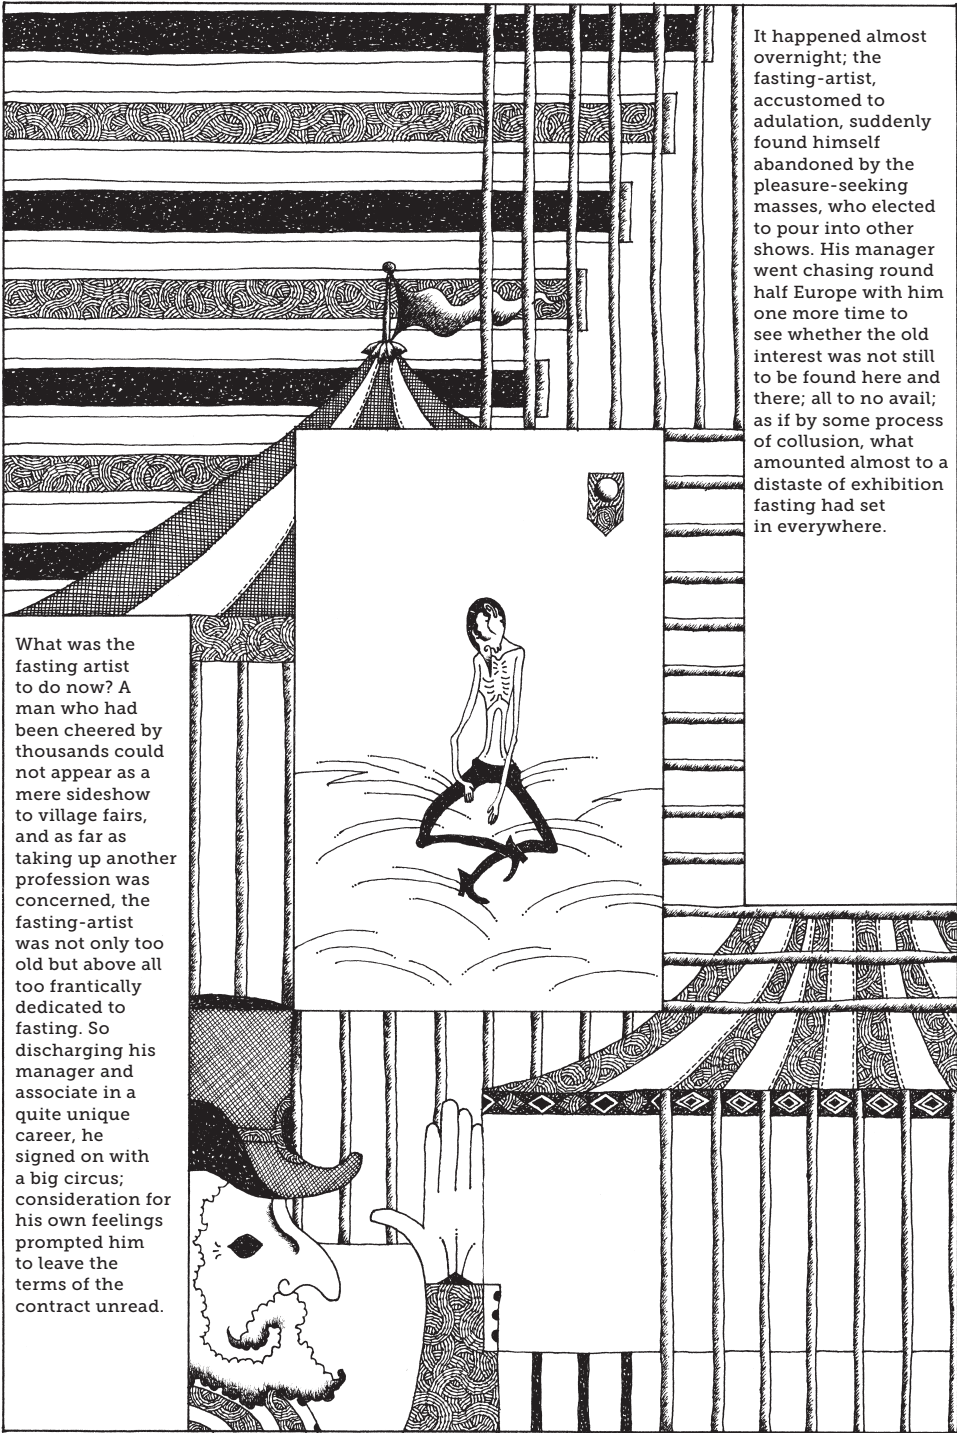 It happened almost
overnight; the
fasting-artist,
accustomed to
adulation, suddenly
found himself
abandoned by the
pleasure-seeking
masses, who elected
to pour into other
shows. His manager
went chasing round
half Europe with him
one more time to
see whether the old
interest was not still
to be found here and
there; all to no avail;
as if by some process
of collusion, what
amounted almost to a
distaste of exhibition
fasting had set
in everywhere.
What was the
fasting artist
to do now? A
man who had
been cheered by
thousands could
not appear as a
mere sideshow
to village fairs,
and as far as
taking up another
profession was
concerned, the
fasting-artist
was not only too
old but above all
too frantically
dedicated to
fasting. So
discharging his
manager and
associate in a
quite unique
career, he
signed on with
a big circus;
consideration for
his own feelings
prompted him
to leave the
terms of the
contract unread.